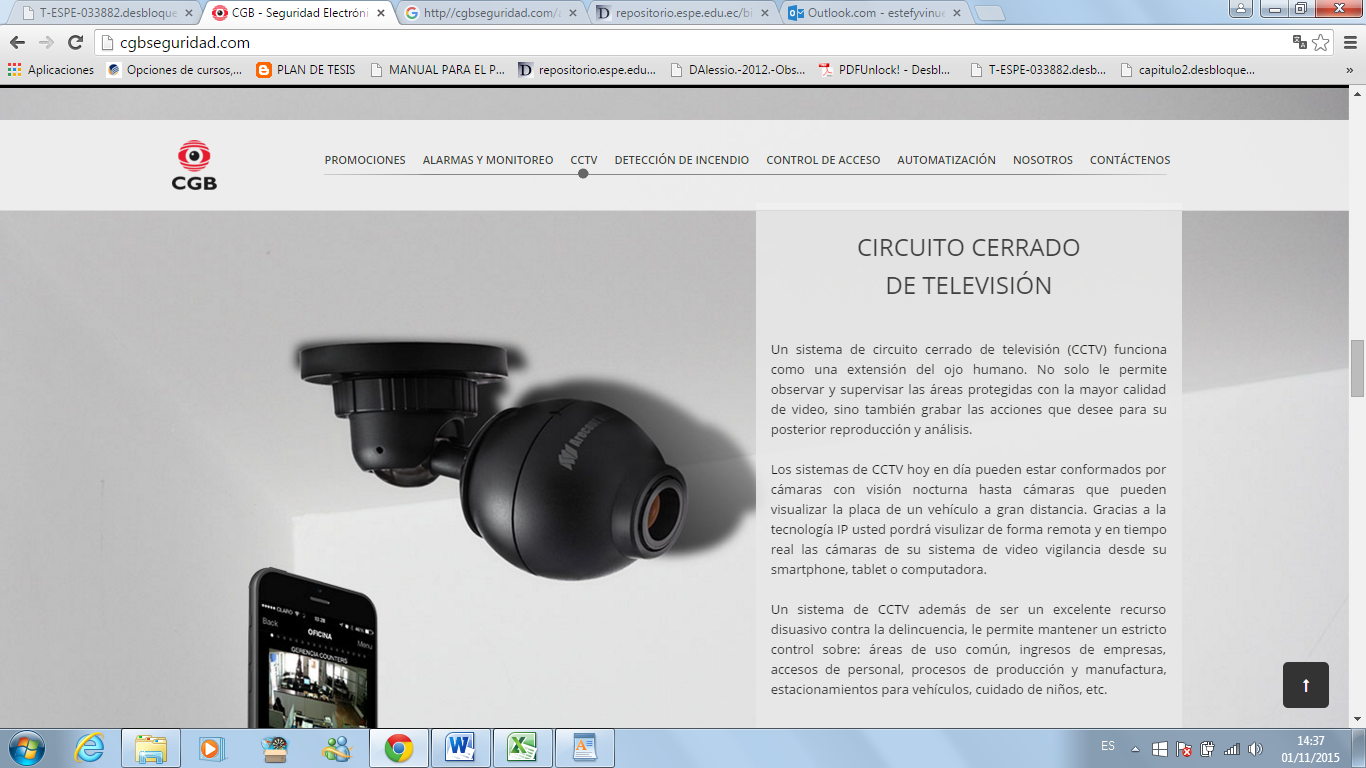 T-ESPE-033882.desbloque
CGB - Seguridad Electróni
http//cgbseguridad.com/a
repositorio.espe.edu.ec/bi
Outlook.com - estefyvinue
cgbseguridad.com
Aplicaciones
Opciones de cursos,...
PLAN DE TESIS
MANUAL PARA EL P...
repositorio.espe.edu...
DAlessio.-2012.-Obs...
PDFUnlock! - Desbl...
T-ESPE-033882.desb...
capitulo2.desbloque...
»
CGB
PROMOCIONES
ALARMAS Y MONITOREO
CCTV
DETECCIÓN DE INCENDIO
CONTROL DE ACCESO
AUTOMATIZACIÓN
NOSOTROS
CONTÁCTENOS
CIRCUITO CERRADO
DE TELEVISIÓN
Un sistema de circuito cerrado de televisión (CCTV) funciona
como una extensión del ojo humano. No solo le permite
observar y supervisar las áreas protegidas con la mayor calidad
de video, sino también grabar las acciones que desee para su
posterior reproducción y análisis.
Los sistemas de CCTV hoy en día pueden estar conformados por
cámaras con visión nocturna hasta cámaras que pueden
visualizar la placa de un vehículo a gran distancia. Gracias a la
tecnología IP usted pordrá visulizar de forma remota y en tiempo
real las cámaras de su sistema de video vigilancia desde su
smartphone, tablet o computadora.
Un sistema de CCTV además de ser un excelente recurso
disuasivo contra la delincuencia, le permite mantener un estricto
control sobre: áreas de uso común, ingresos de empresas,
accesos de personal, procesos de producción y manufactura,
estacionamientos para vehículos, cuidado de niños, etc.
CLARO
13:28
46%
Back
OFICINA
Menu
GERENCIA COUNTERS
ES
14:37
01/11/2015